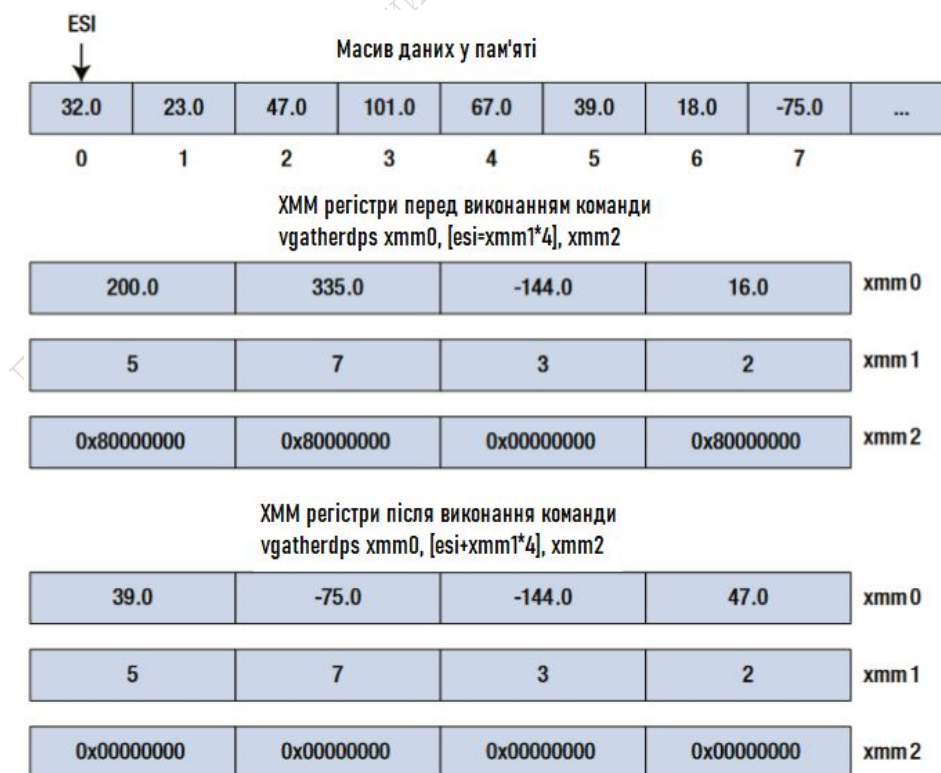 ESI
Масив даних у пам'яті
32.0 23.0 47.0 101.0 67.0 39.0 18.0 -75.0 ...
0 1 2 3 4 5 6 7
XMM регістри перед виконанням команди
vgatherdps xmm0, [esi=xmm1*4], xmm2
200.0 335.0 -144.0 16.0 xmm0
5 7 3 2 xmm1
0x80000000 0x80000000 0x00000000 0x80000000 xmm2
XMM регістри після виконання команди
vgatherdps xmm0, [esi+xmm1*4], xmm2
39.0 -75.0 -144.0 47.0 xmm0
5 7 3 2 xmm1
0x00000000 0x00000000 0x00000000 0x00000000 xmm2